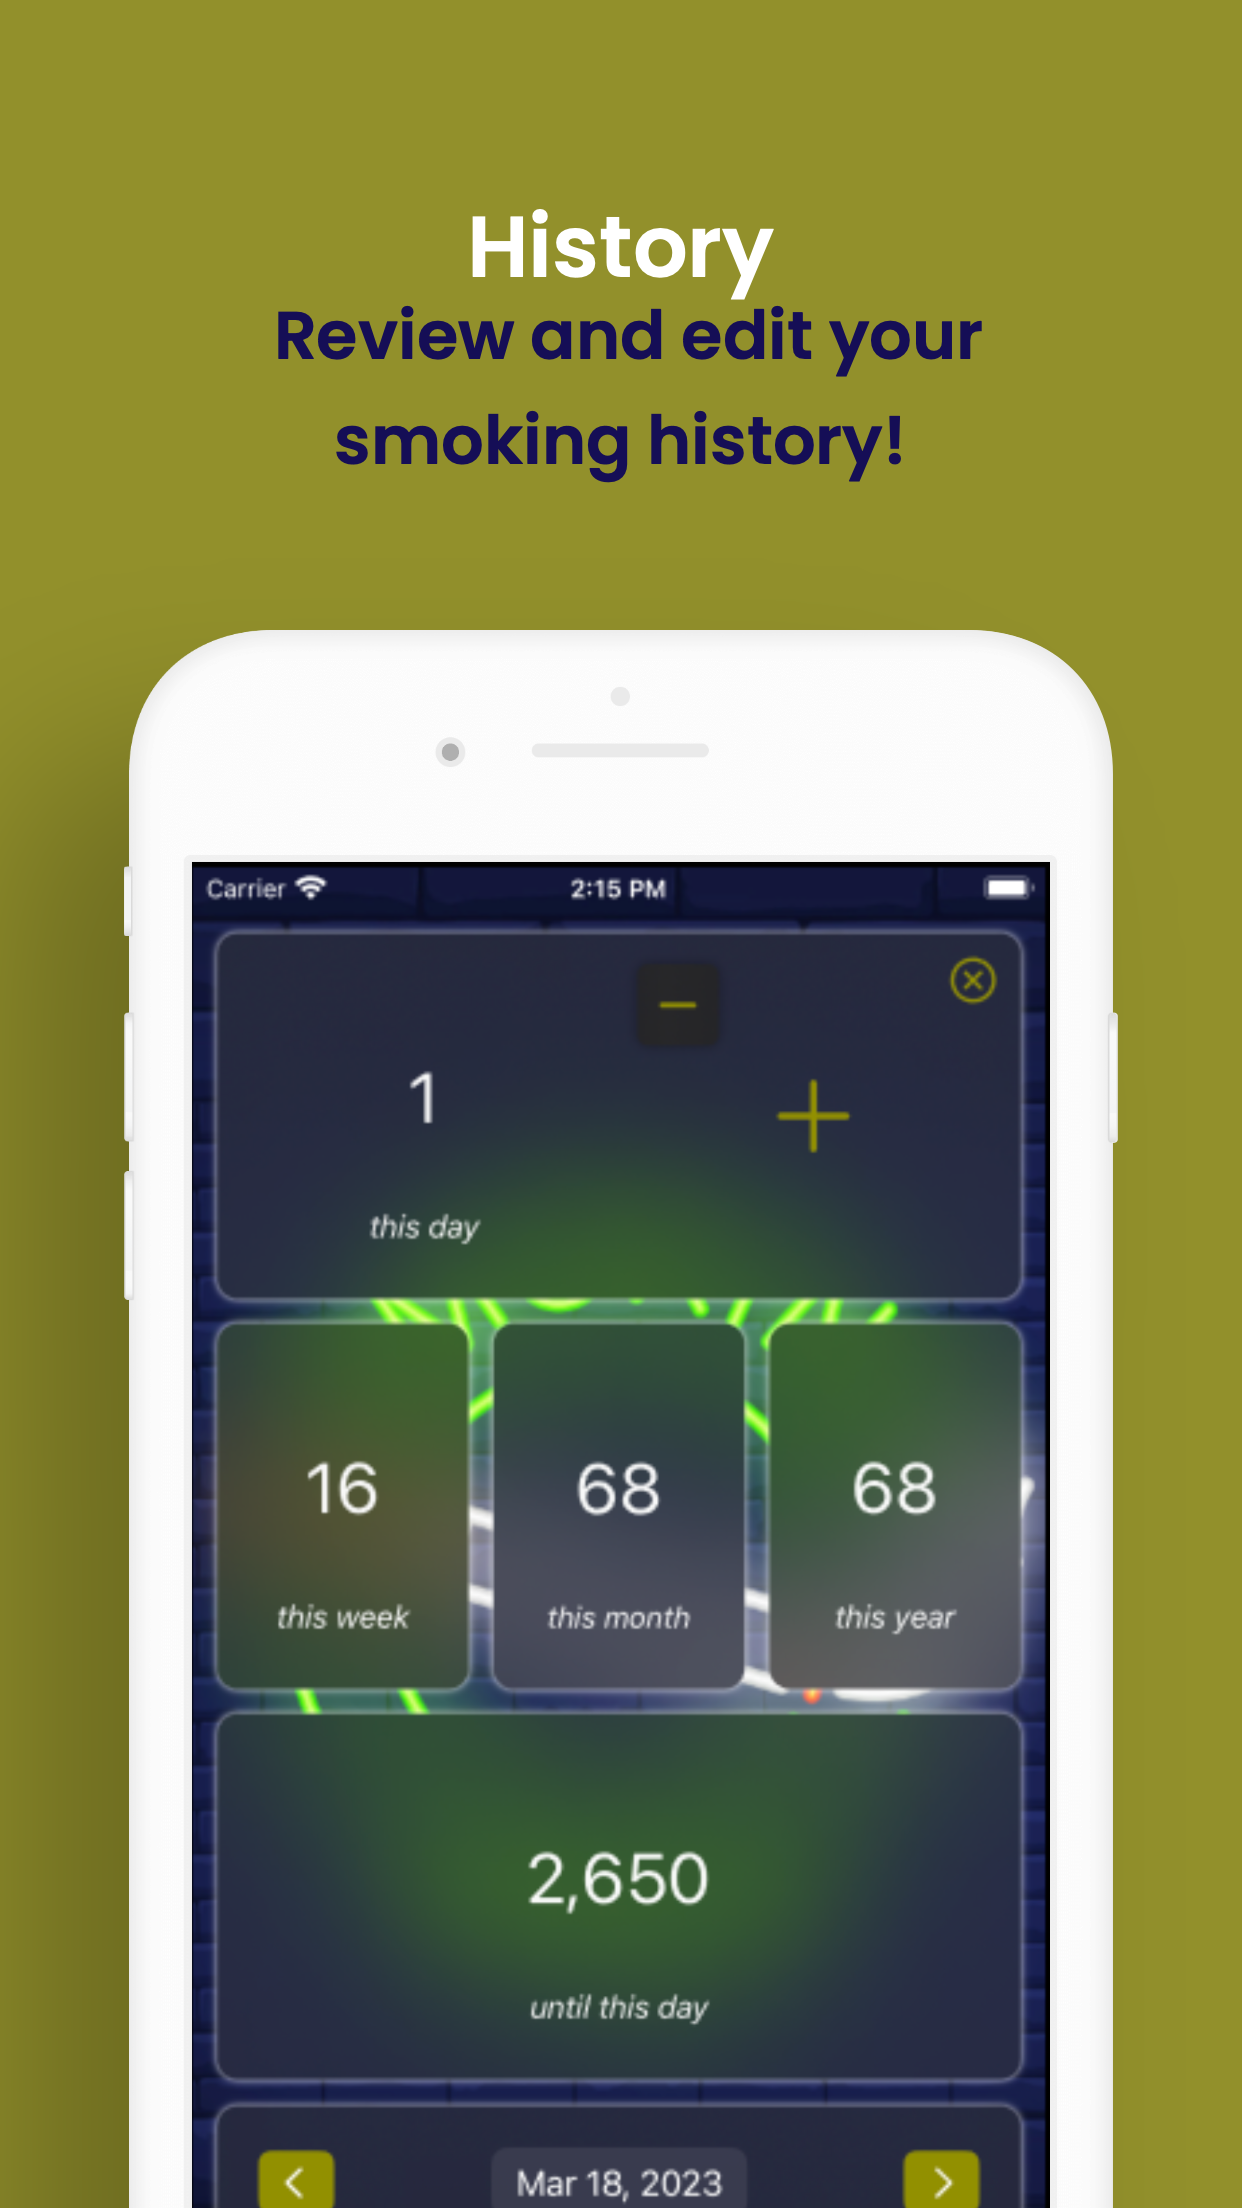 History
Review and edit your
smoking history!
Carrier 2:15 PM
1
this day
16
68
68
this week
this month
this year
2,650
until this day
Mar 18, 2023